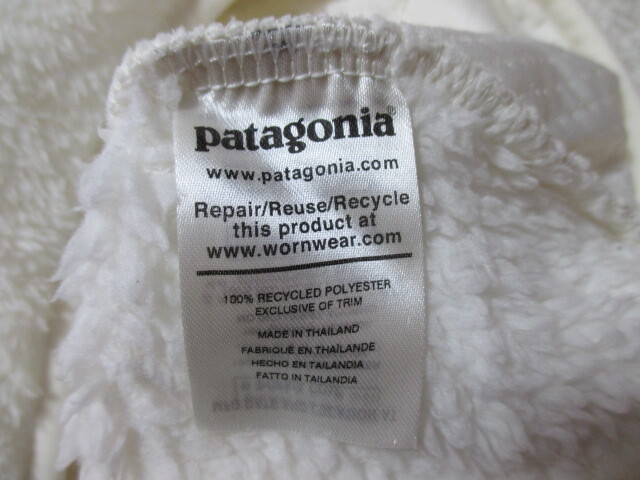 patagonia®
www.patagonia.com
Repair/Reuse/Recycle
this product at
www.wornwear.com
100% RECYCLED POLYESTER
EXCLUSIVE OF TRIM
MADE IN THAILAND
FABRIQUÉ EN THAÏLANDE
HECHO EN TAILANDIA
FATTO IN TAILANDIA